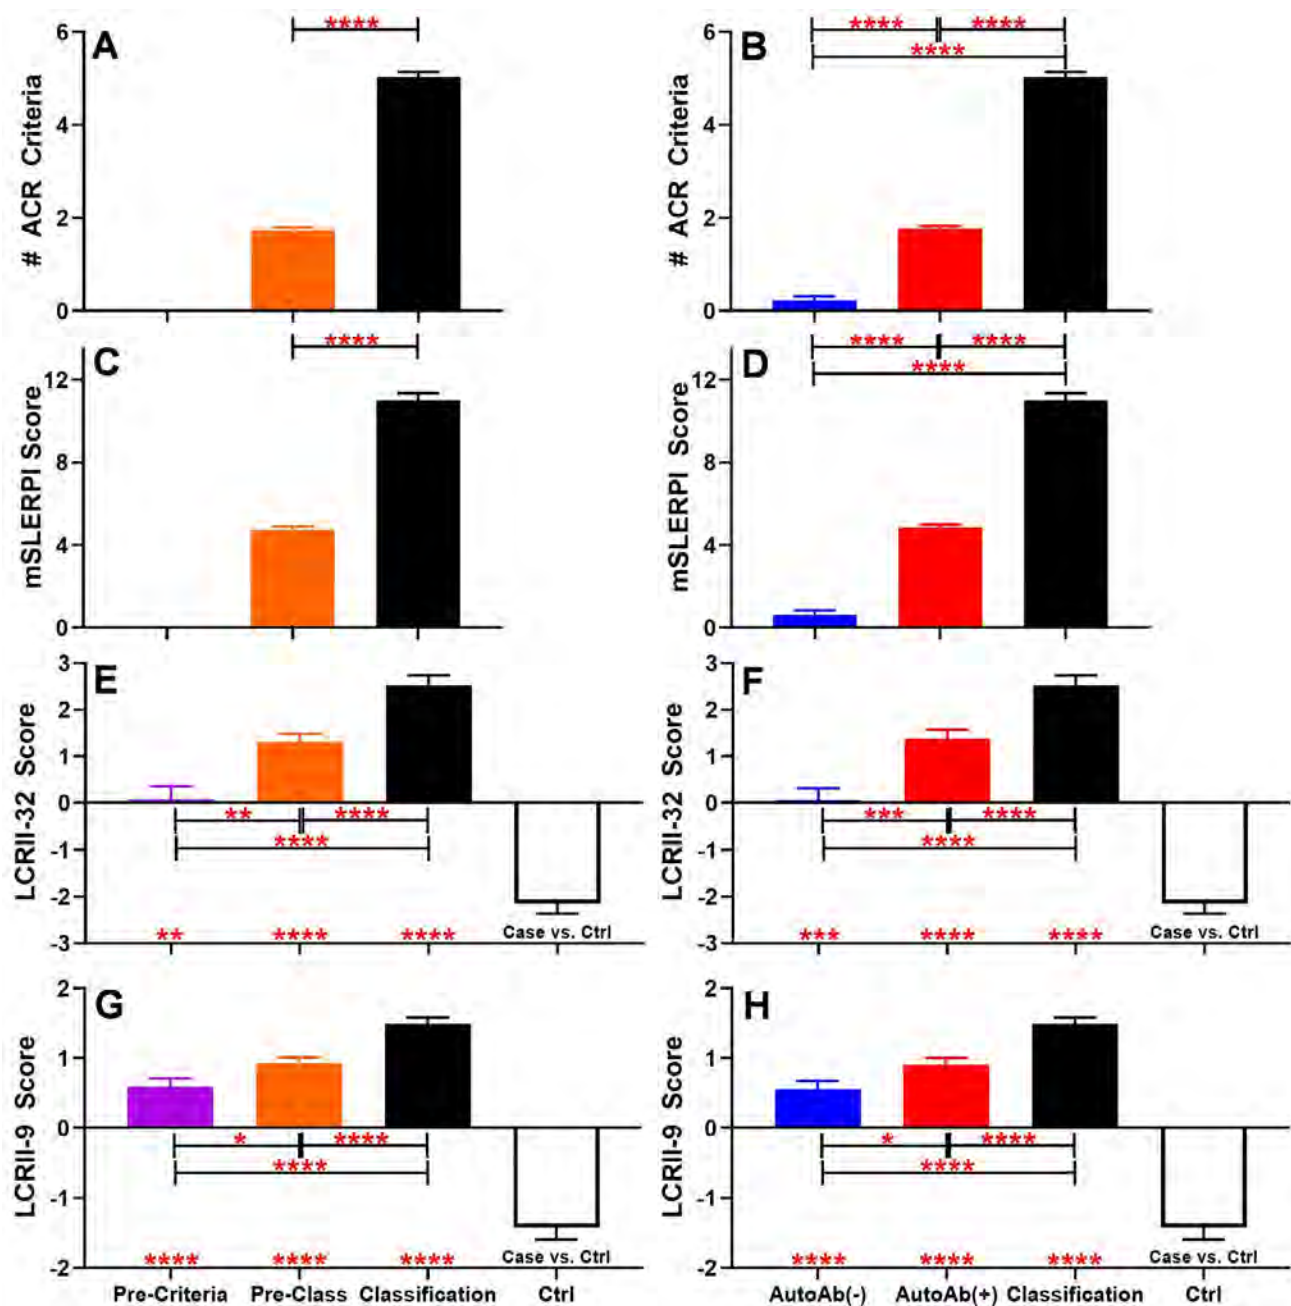 A
# ACR Criteria
6
4
2
0
****
B
# ACR Criteria
6
4
2
0
**** ****
****
C
mSLERPI Score
12
8
4
0
****
D
mSLERPI Score
12
8
4
0
**** ****
****
E
LCRII-32 Score
3
2
1
0
-1
-2
-3
** ****
****
** **** **** Case vs. Ctrl
F
LCRII-32 Score
3
2
1
0
-1
-2
-3
*** ****
****
*** **** **** Case vs. Ctrl
G
LCRII-9 Score
2
1
0
-1
-2
* ****
****
**** **** **** Case vs. Ctrl
Pre-Criteria Pre-Class Classification Ctrl
H
LCRII-9 Score
2
1
0
-1
-2
* ****
****
**** **** **** Case vs. Ctrl
AutoAb(-) AutoAb(+) Classification Ctrl